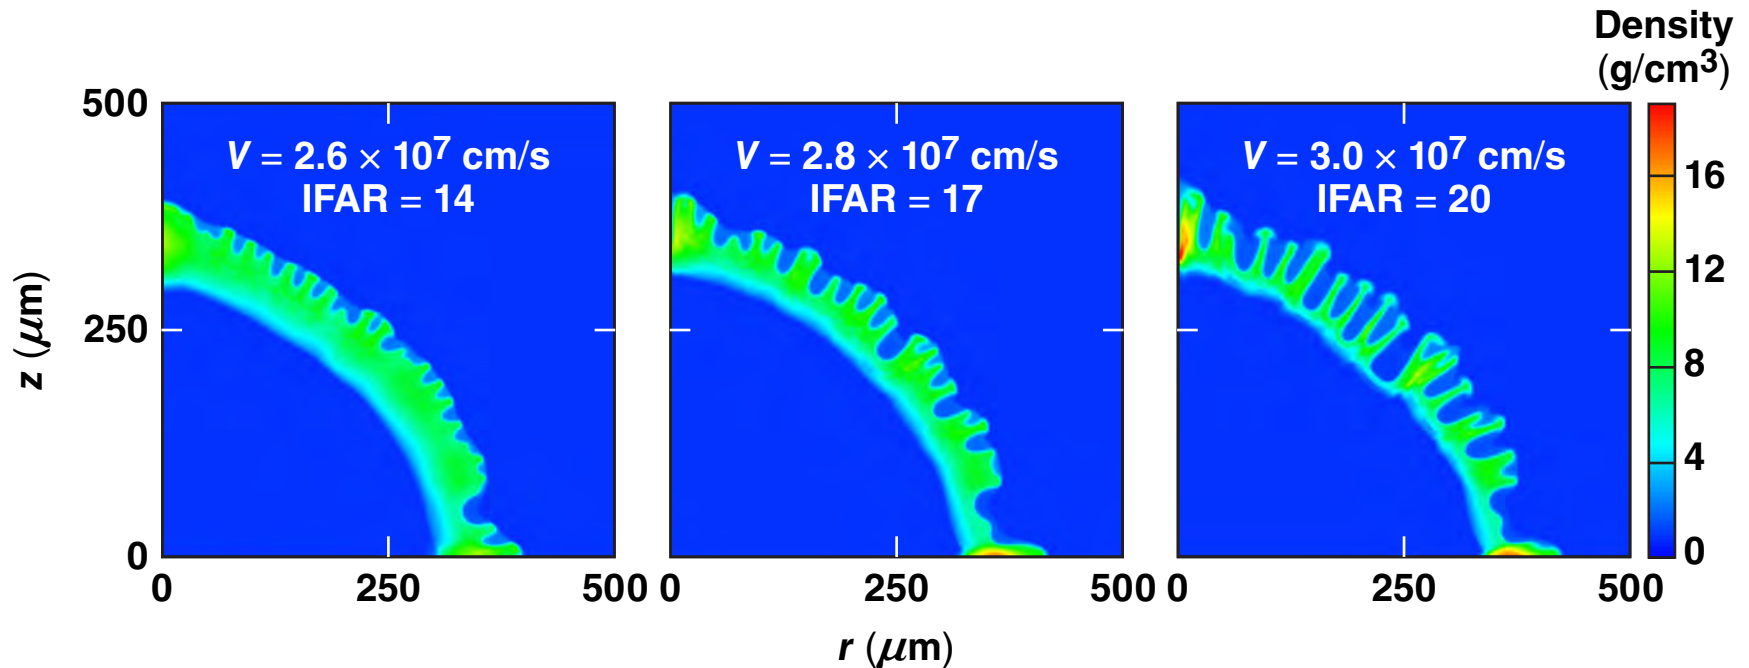 Density
(g/cm³)
500
250
0
z (μm)
V = 2.6 × 10⁷ cm/s
IFAR = 14
V = 2.8 × 10⁷ cm/s
IFAR = 17
V = 3.0 × 10⁷ cm/s
IFAR = 20
16
12
8
4
0
0 250 500 0 250 500 0 250 500
r (μm)